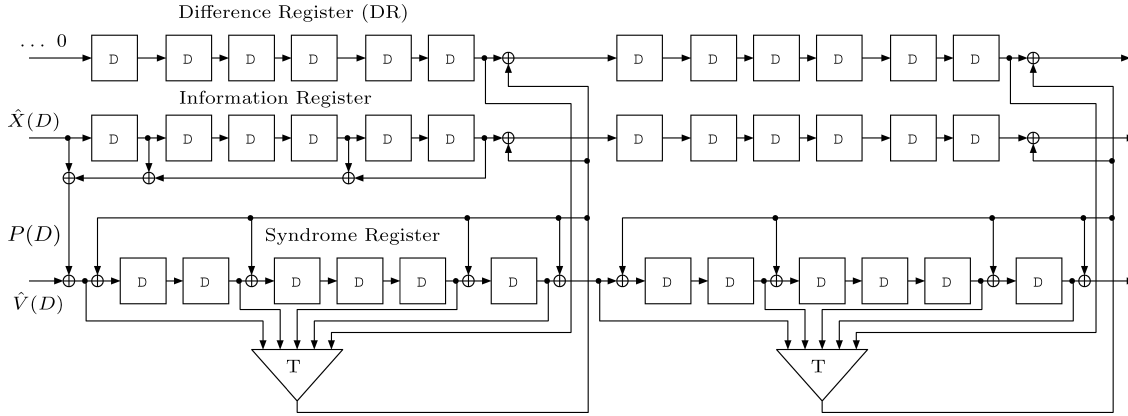 Difference Register (DR)
... 0
D D D D D D D D D D D D
Information Register
X̂(D)
D D D D D D D D D D D D
P(D)
Syndrome Register
D D D D D D D D D D D D
V̂(D)
T T